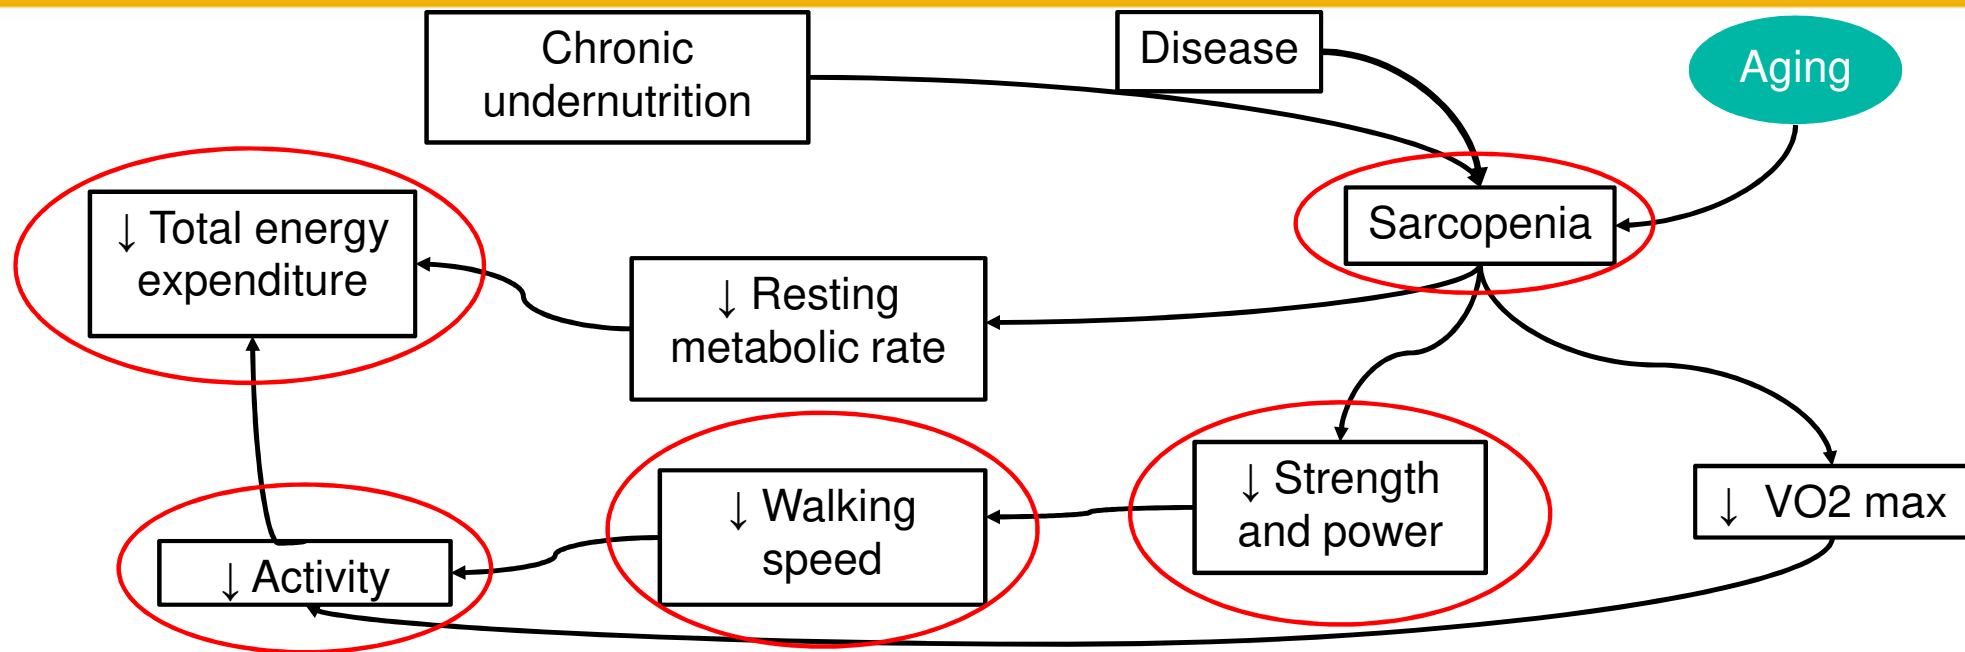 Chronic
undernutrition
Disease
Aging
Sarcopenia
↓ Total energy
expenditure
↓ Resting
metabolic rate
↓ Strength
and power
↓ VO2 max
↓ Walking
speed
↓ Activity